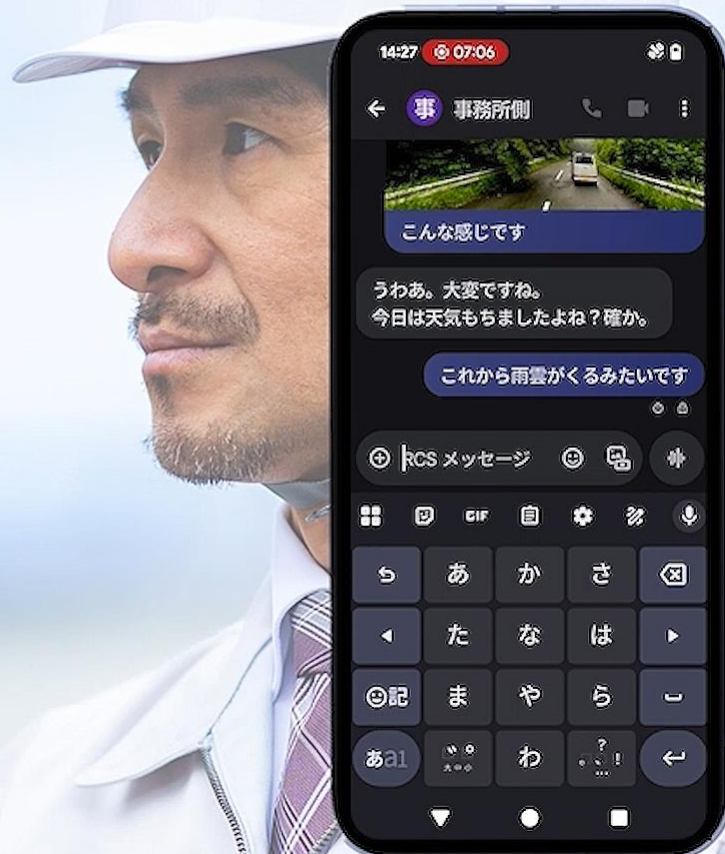 14:27 07:06
事 事務所側
こんな感じです
うわあ。大変ですね。
今日は天気もちましたよね？確か。
これから雨雲がくるみたいです
RCS メッセージ
GIF
あ か さ
た な は
記 ま や ら
あa1 大⇔小 わ 、。?!…